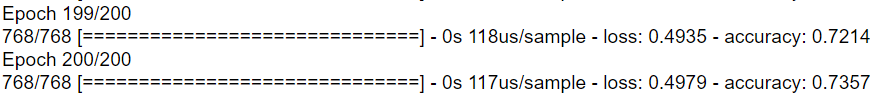 Epoch 199/200
768/768 [==============================] - 0s 118us/sample - loss: 0.4935 - accuracy: 0.7214
Epoch 200/200
768/768 [==============================] - 0s 117us/sample - loss: 0.4979 - accuracy: 0.7357